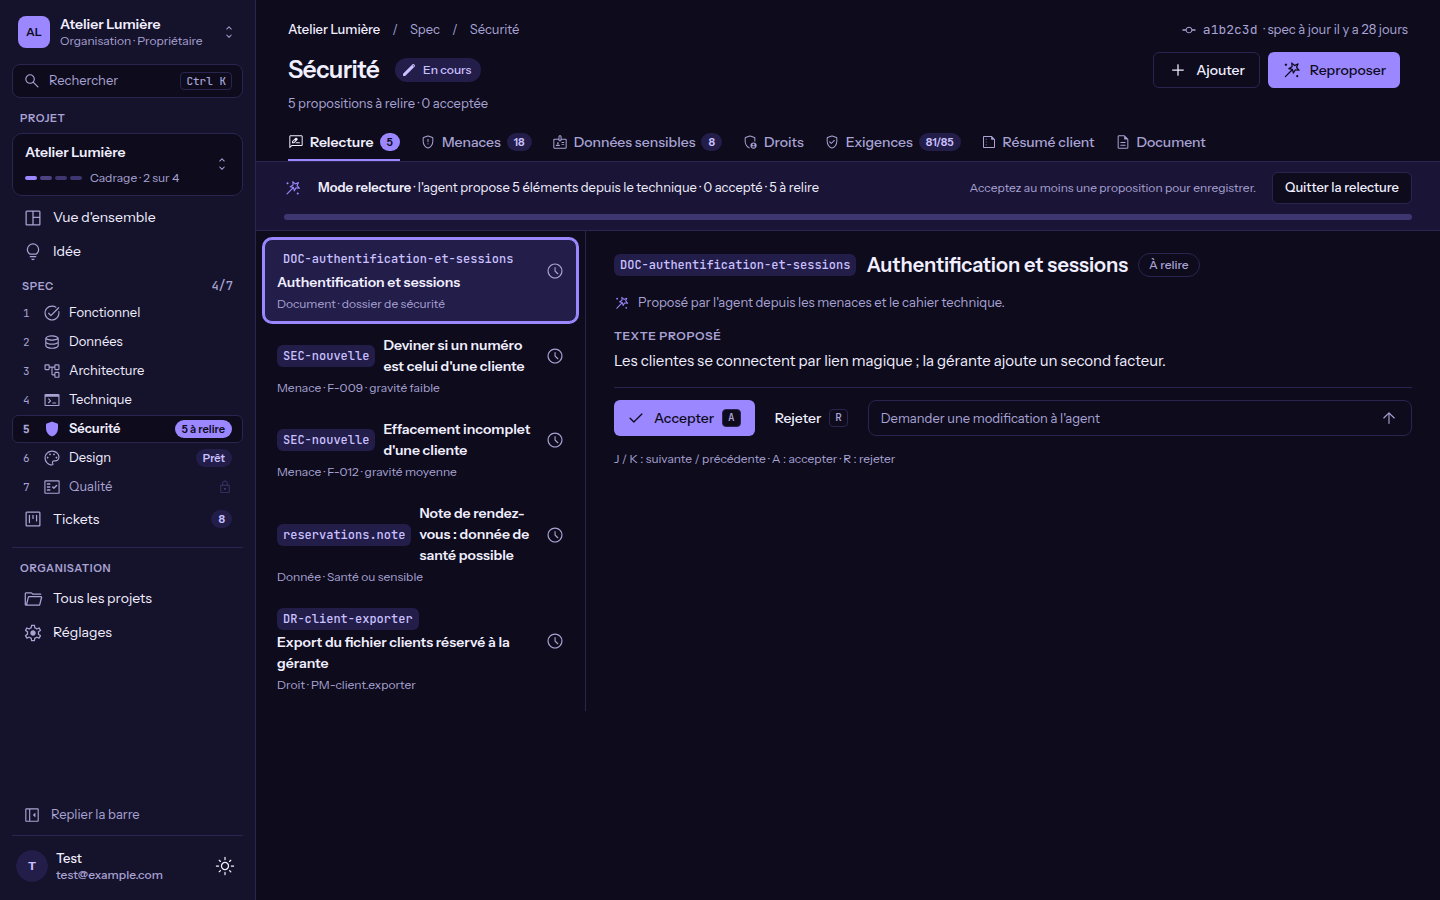 AL
Atelier Lumière
Organisation · Propriétaire
Rechercher
Ctrl K
PROJET
Atelier Lumière
Cadrage · 2 sur 4
Vue d'ensemble
Idée
SPEC 4/7
1 Fonctionnel
2 Données
3 Architecture
4 Technique
5 Sécurité 5 à relire
6 Design Prêt
7 Qualité
Tickets 8
ORGANISATION
Tous les projets
Réglages
Replier la barre
T
Test
test@example.com
Atelier Lumière / Spec / Sécurité
a1b2c3d · spec à jour il y a 28 jours
Sécurité
En cours
Ajouter
Reproposer
5 propositions à relire · 0 acceptée
Relecture 5
Menaces 18
Données sensibles 8
Droits
Exigences 81/85
Résumé client
Document
Mode relecture · l'agent propose 5 éléments depuis le technique · 0 accepté · 5 à relire
Acceptez au moins une proposition pour enregistrer.
Quitter la relecture
DOC-authentification-et-sessions
Authentification et sessions
Document · dossier de sécurité
SEC-nouvelle
Deviner si un numéro
est celui d'une cliente
Menace · F-009 · gravité faible
SEC-nouvelle
Effacement incomplet
d'une cliente
Menace · F-012 · gravité moyenne
reservations.note
Note de rendez-
vous : donnée de
santé possible
Donnée · Santé ou sensible
DR-client-exporter
Export du fichier clients réservé à la
gérante
Droit · PM-client.exporter
DOC-authentification-et-sessions
Authentification et sessions
À relire
Proposé par l'agent depuis les menaces et le cahier technique.
TEXTE PROPOSÉ
Les clientes se connectent par lien magique ; la gérante ajoute un second facteur.
Accepter A
Rejeter R
Demander une modification à l'agent
J / K : suivante / précédente · A : accepter · R : rejeter